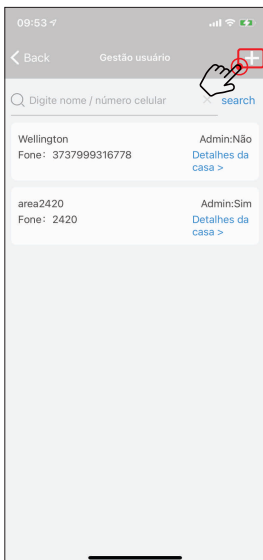 09:53
Back
Gestão usuário
Digite nome / número celular
search
Wellington
Admin:Não
Fone: 3737999316778
Detalhes da
casa >
area2420
Admin:Sim
Fone: 2420
Detalhes da
casa >